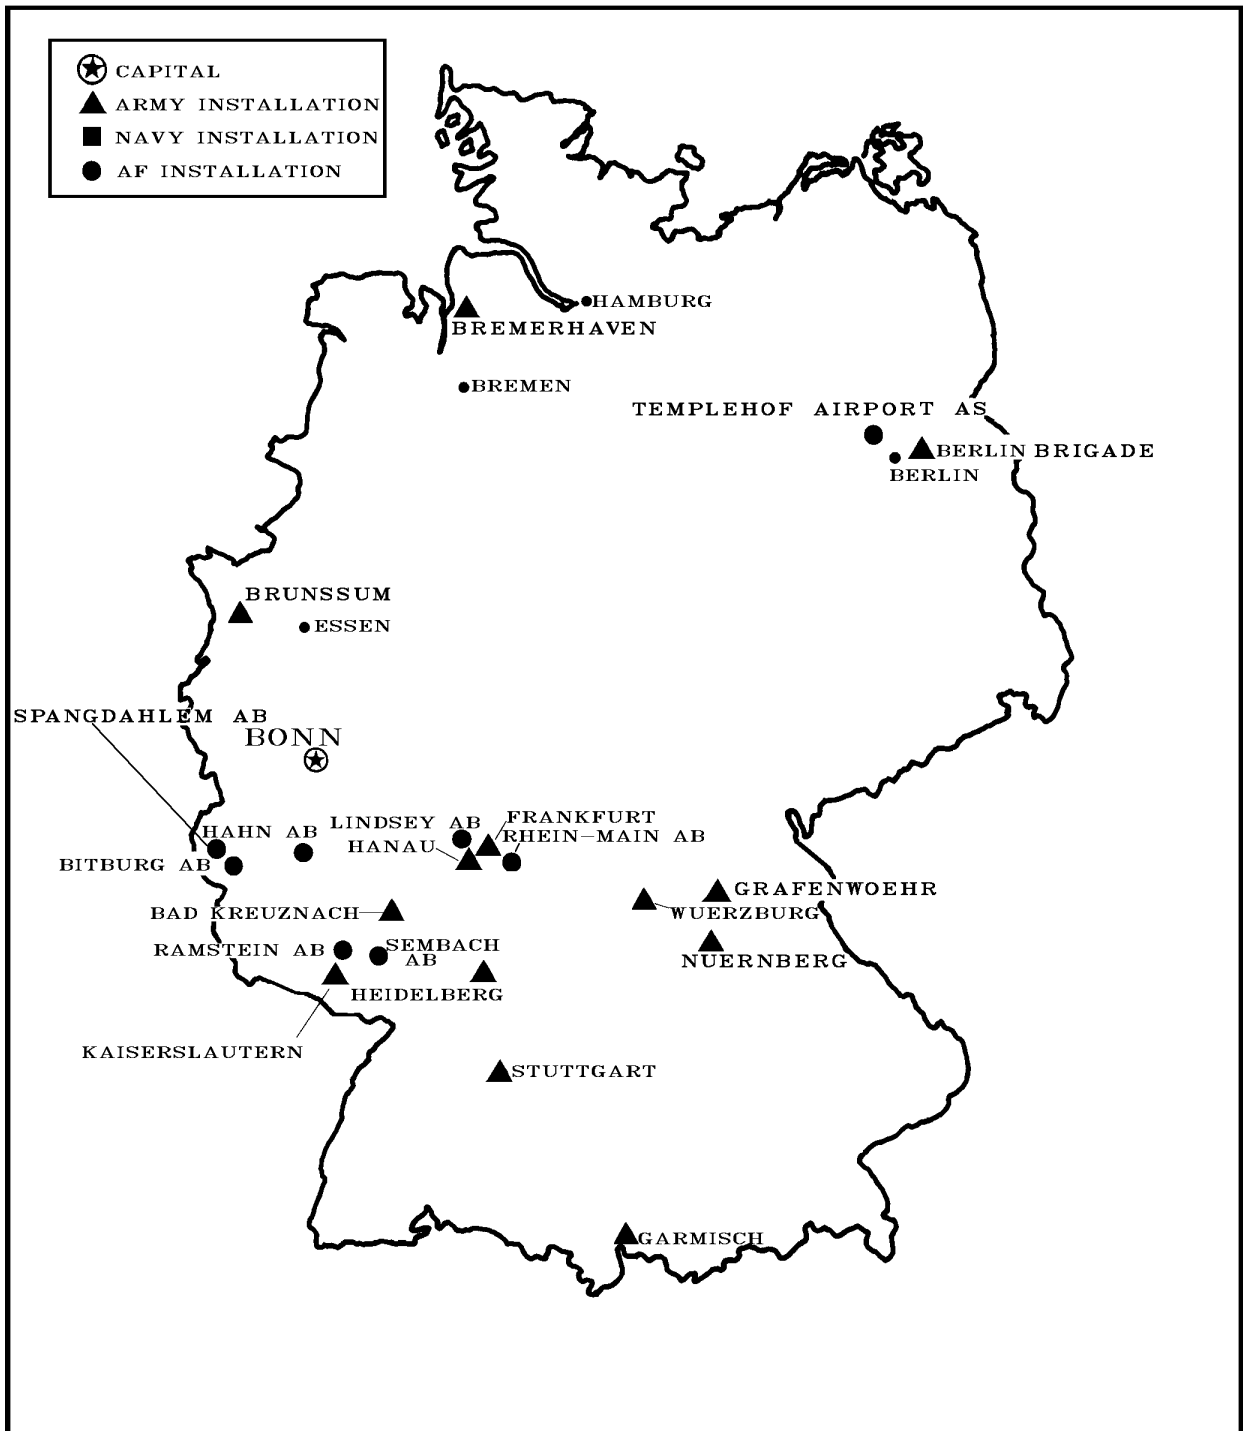 CAPITAL
ARMY INSTALLATION
NAVY INSTALLATION
AF INSTALLATION
HAMBURG
BREMERHAVEN
BREMEN
TEMPLEHOF AIRPORT AS
BERLIN BRIGADE
BERLIN
BRUNSSUM
ESSEN
SPANGDAHLEM AB
BONN
FRANKFURT
LINDSEY AB
HAHN AB
RHEIN-MAIN AB
HANAU
BITBURG AB
GRAFENWOEHR
BAD KREUZNACH
WUERZBURG
SEMBACH
RAMSTEIN AB
AB
NUERNBERG
HEIDELBERG
KAISERSLAUTERN
STUTTGART
GARMISCH